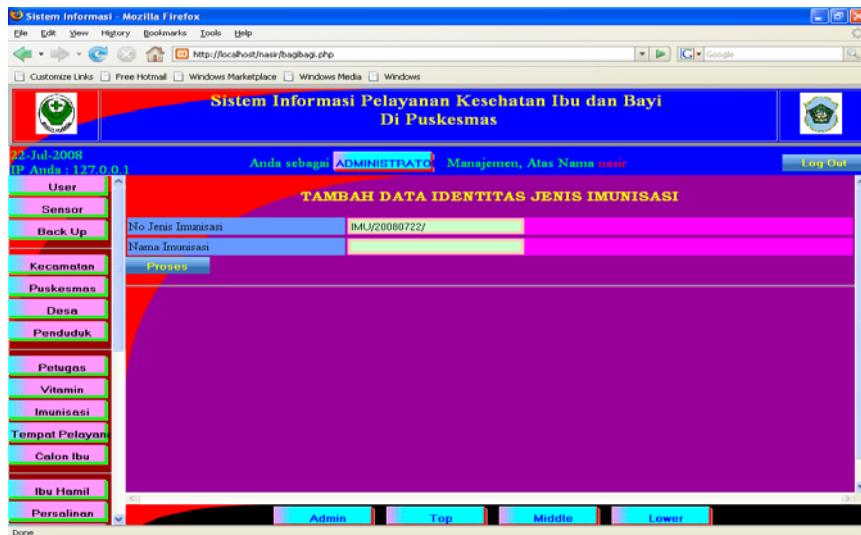 Sistem Informasi - Mozilla Firefox
File Edit View History Bookmarks Tools Help
http://localhost/nasir/bagibagi.php
Google
Customize Links Free Hotmail Windows Marketplace Windows Media Windows
Sistem Informasi Pelayanan Kesehatan Ibu dan Bayi
Di Puskesmas
22-Jul-2008
IP Anda : 127.0.0.1
Anda sebagai ADMINISTRATO Manajemen, Atas Nama nasir
Log Out
User
Sensor
Back Up
Kecamatan
Puskesmas
Desa
Penduduk
Petugas
Vitamin
Imunisasi
Tempat Pelayan
Calon Ibu
Ibu Hamil
Persalinan
TAMBAH DATA IDENTITAS JENIS IMUNISASI
No Jenis Imunisasi IMU/20080722/
Nama Imunisasi
Proses
Admin Top Middle Lower
Done